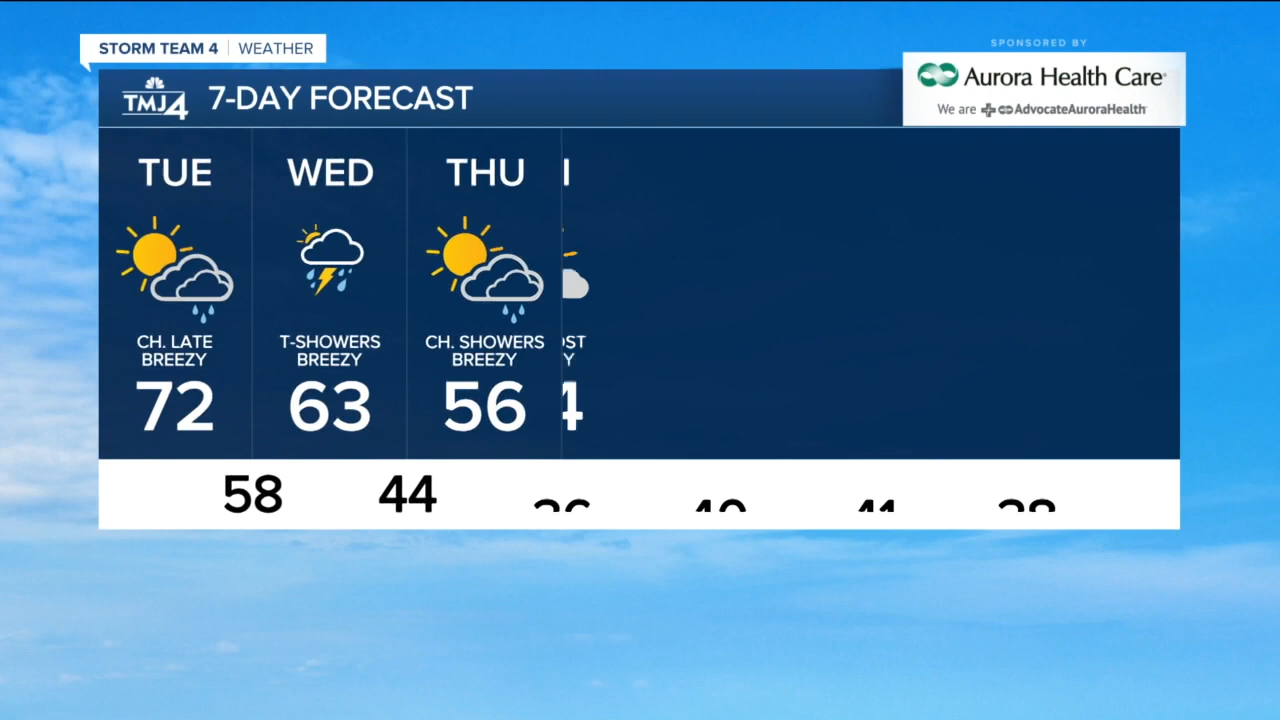 STORM TEAM 4 | WEATHER
SPONSORED BY
Aurora Health Care
We are AdvocateAuroraHealth
TMJ4
7-DAY FORECAST
TUE WED THU
CH. LATE T-SHOWERS CH. SHOWERS
BREEZY BREEZY BREEZY
72 63 56
58 44